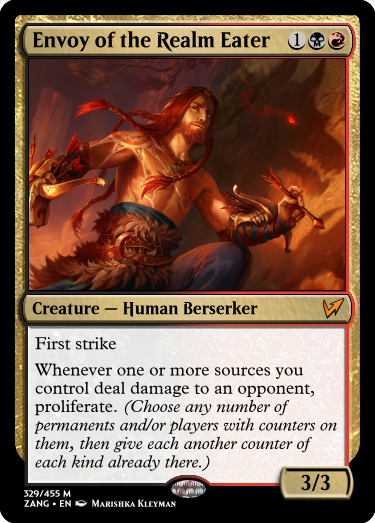 Envoy of the Realm Eater 1
Creature — Human Berserker
First strike
Whenever one or more sources you
control deal damage to an opponent,
proliferate. (Choose any number of
permanents and/or players with counters on
them, then give each another counter of
each kind already there.)
3/3
329/455 M
ZANG • EN Marishka Kleyman